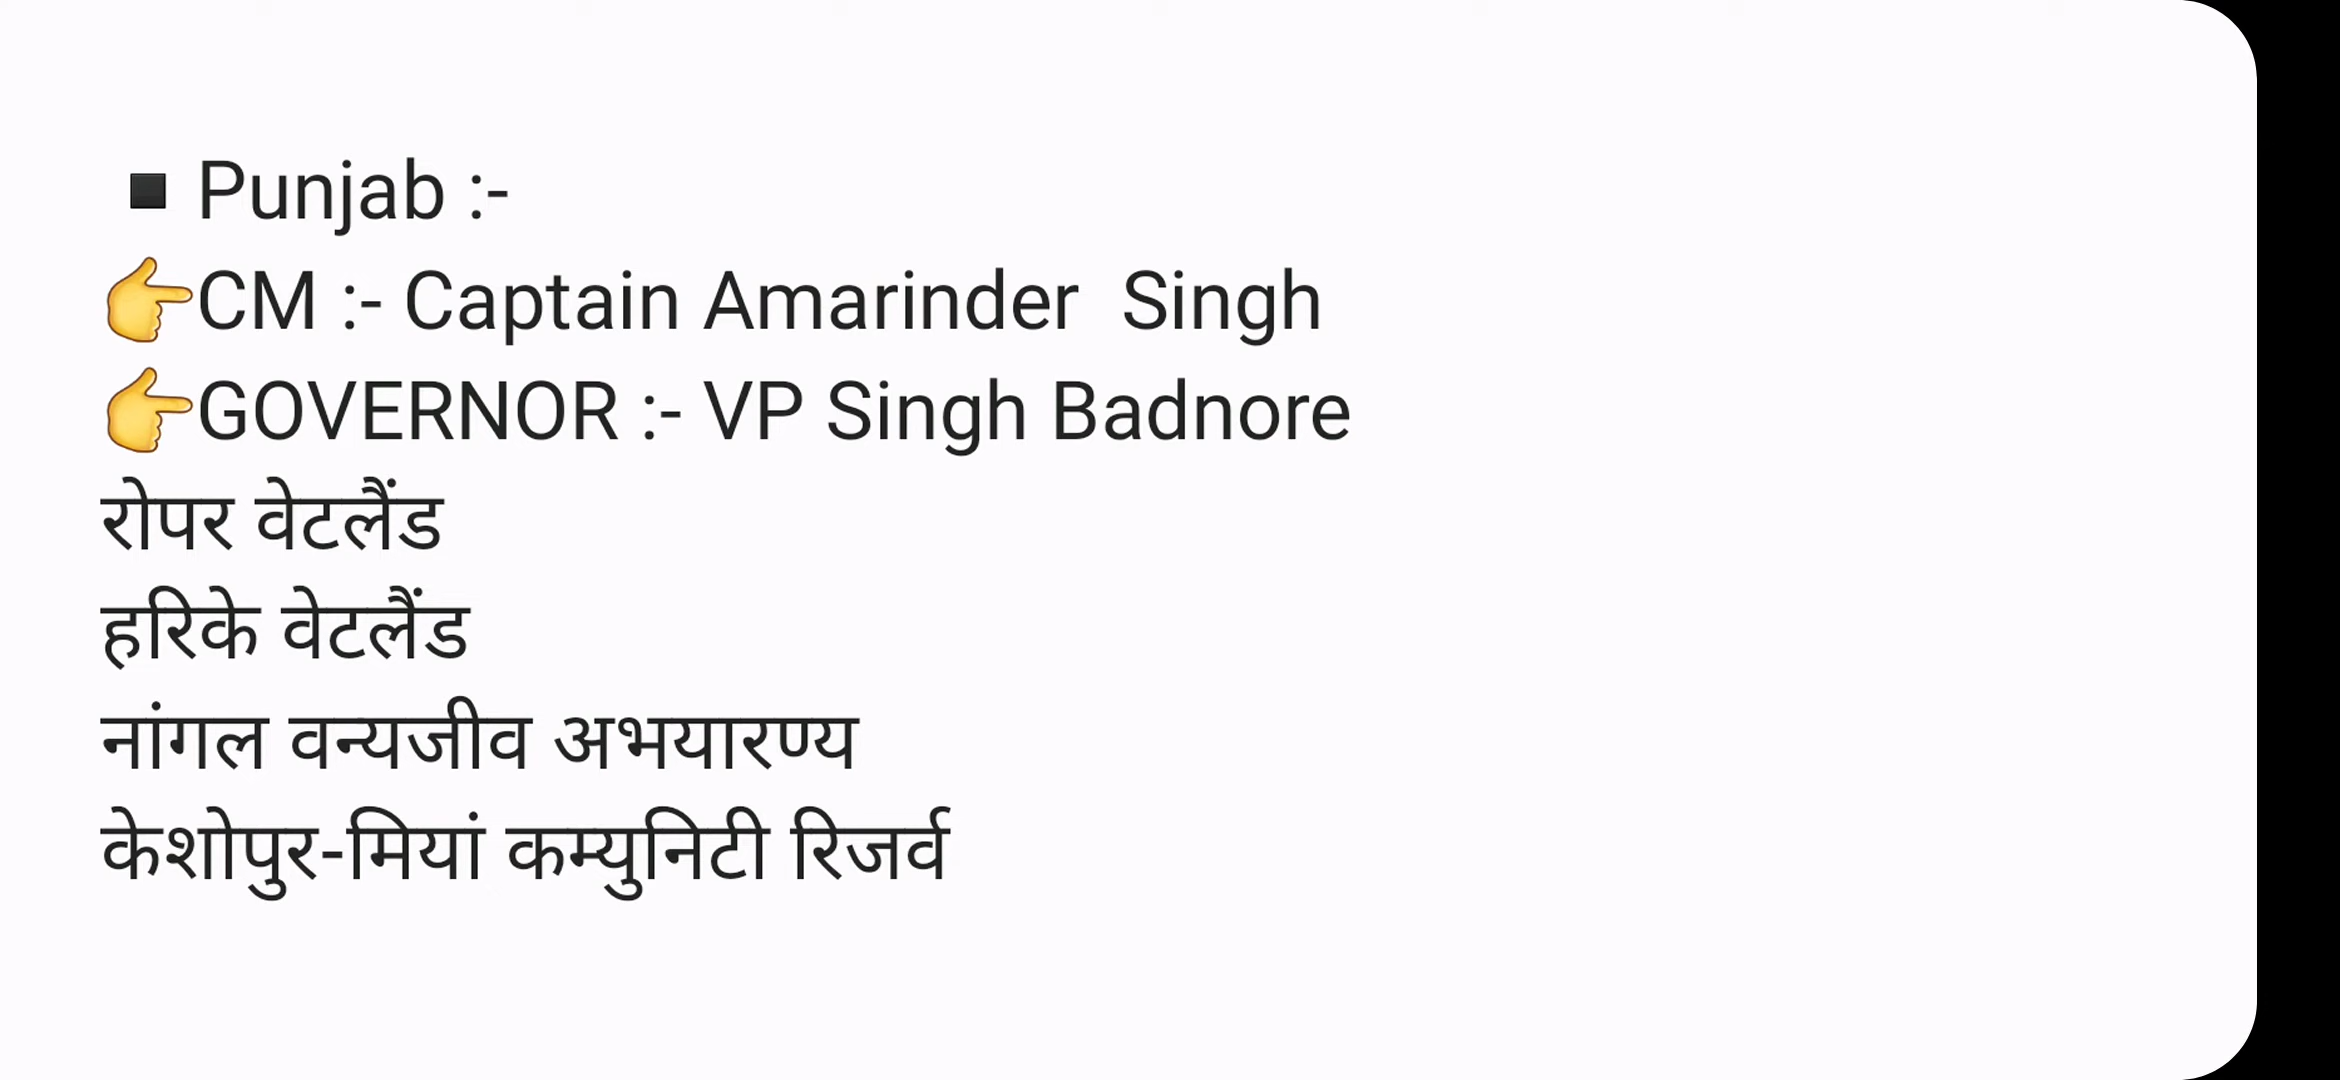 ▪️Punjab :-
👉CM :- Captain Amarinder  Singh
👉GOVERNOR :- VP Singh Badnore
रोपर वेटलैंड
हरिके वेटलैंड
नांगल वन्यजीव अभयारण्य
केशोपुर-मियां कम्युनिटी रिजर्व